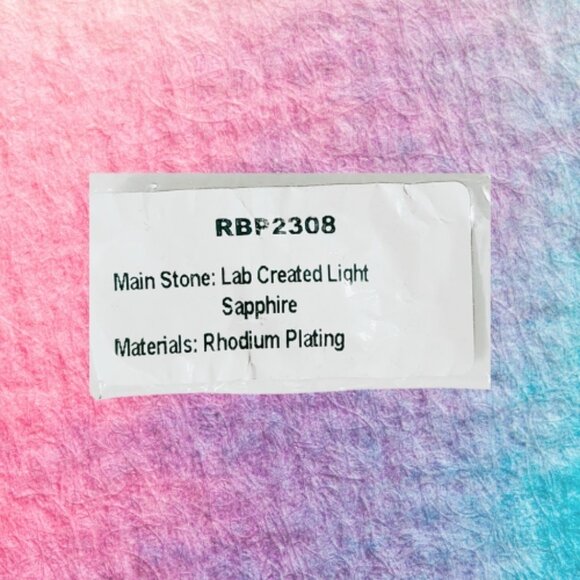 RBP2308
Main Stone: Lab Created Light
Sapphire
Materials: Rhodium Plating